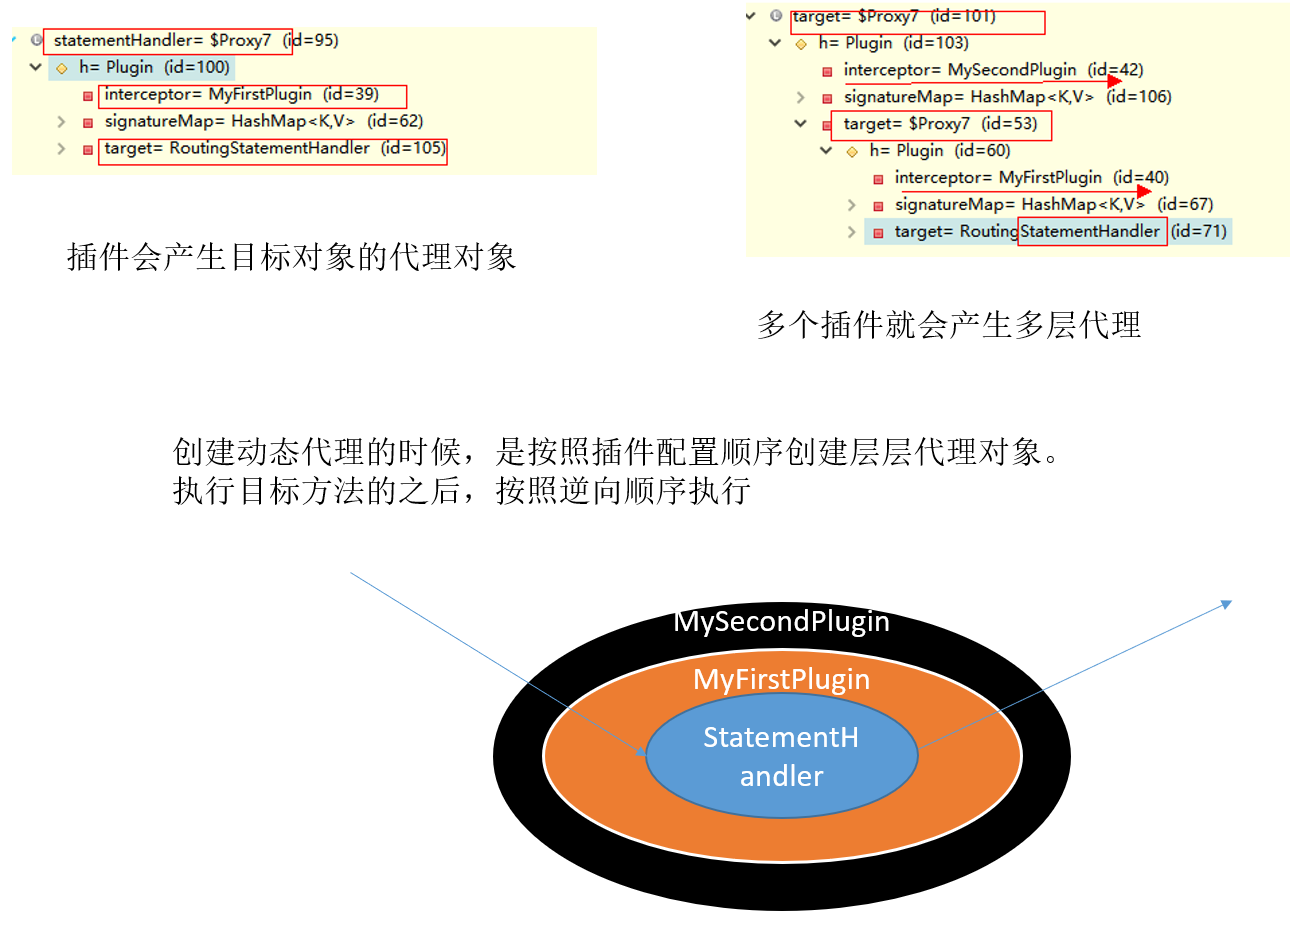 statementHandler= $Proxy7 (id=95)
h= Plugin (id=100)
interceptor= MyFirstPlugin (id=39)
signatureMap= HashMap<K,V> (id=62)
target= RoutingStatementHandler (id=105)
插件会产生目标对象的代理对象
target= $Proxy7 (id=101)
h= Plugin (id=103)
interceptor= MySecondPlugin (id=42)
signatureMap= HashMap<K,V> (id=106)
target= $Proxy7 (id=53)
h= Plugin (id=60)
interceptor= MyFirstPlugin (id=40)
signatureMap= HashMap<K,V> (id=67)
target= RoutingStatementHandler (id=71)
多个插件就会产生多层代理
创建动态代理的时候，是按照插件配置顺序创建层层代理对象。
执行目标方法的之后，按照逆向顺序执行
MySecondPlugin
MyFirstPlugin
StatementH
andler